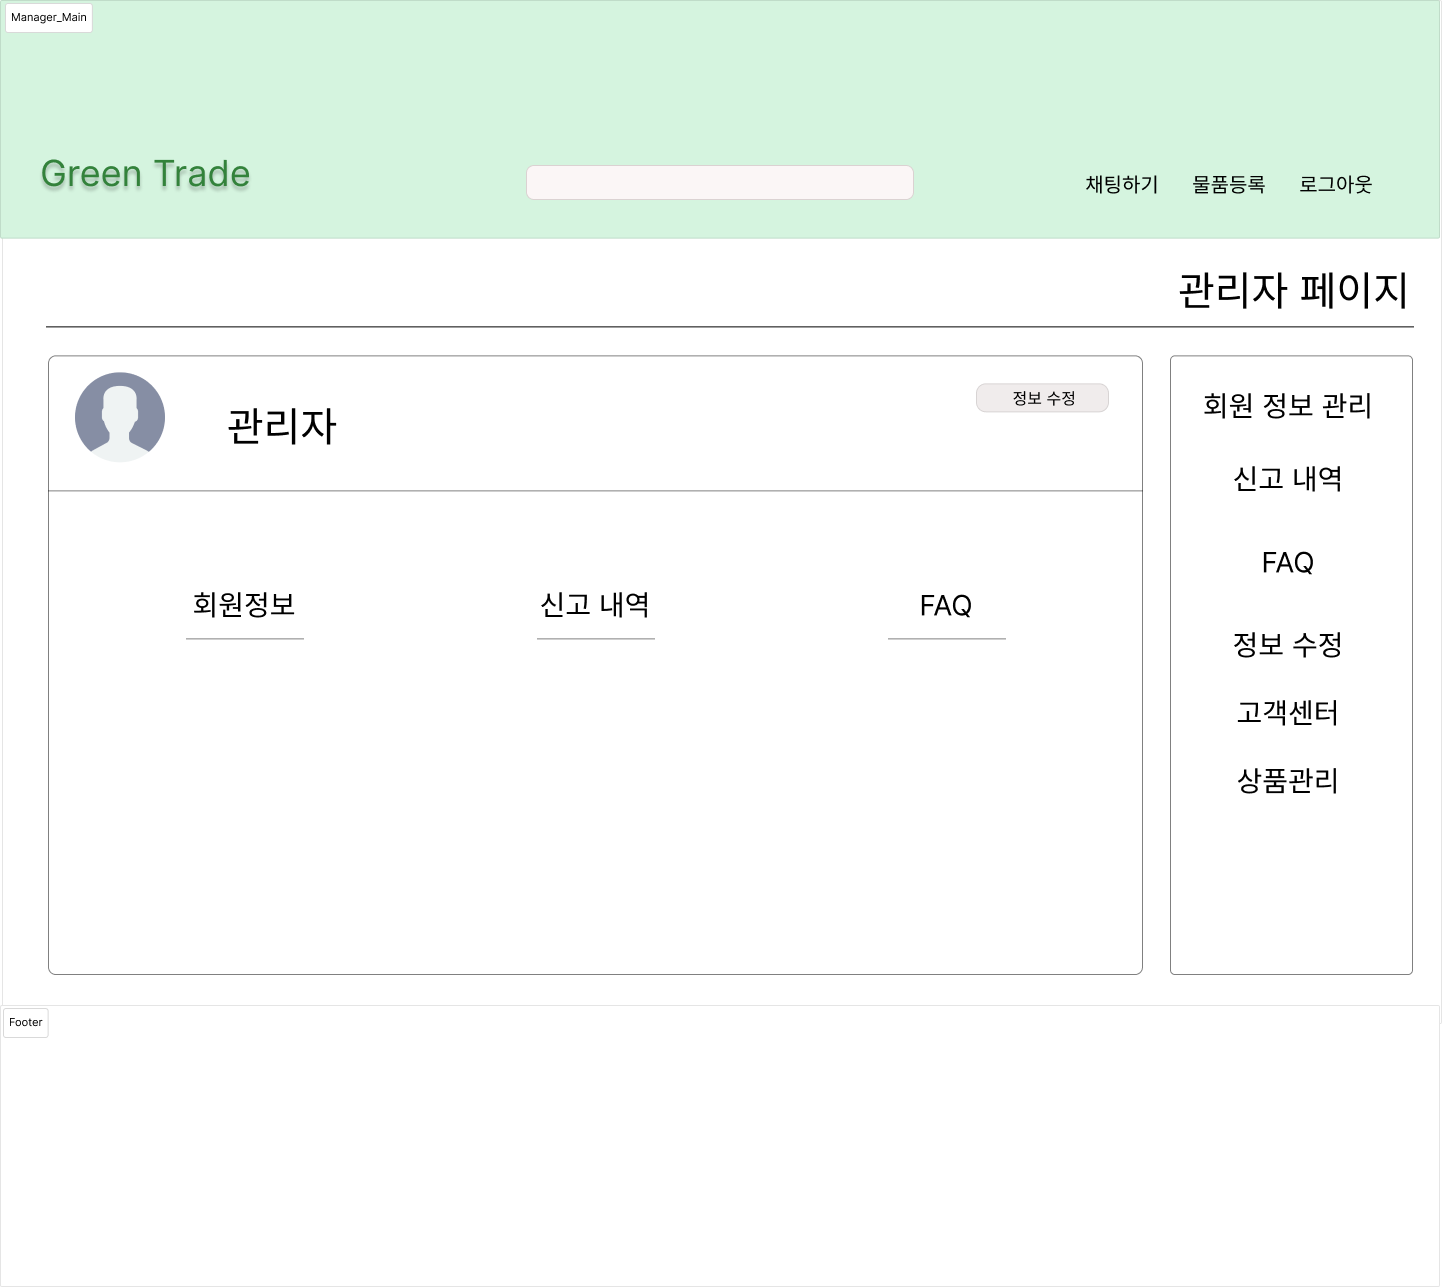 Manager_Main
Green Trade
채팅하기 물품등록 로그아웃
관리자 페이지
관리자
정보 수정
회원정보 신고 내역 FAQ
회원 정보 관리
신고 내역
FAQ
정보 수정
고객센터
상품관리
Footer